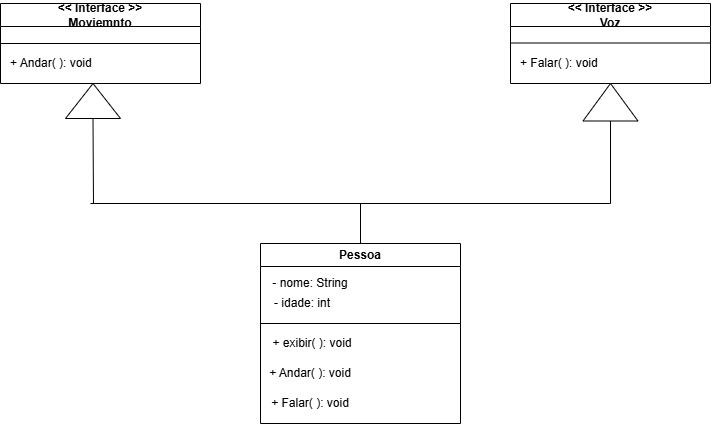 << Interface >>
Moviemnto
+ Andar( ): void
<< Interface >>
Voz
+ Falar( ): void
Pessoa
- nome: String
- idade: int
+ exibir( ): void
+ Andar( ): void
+ Falar( ): void